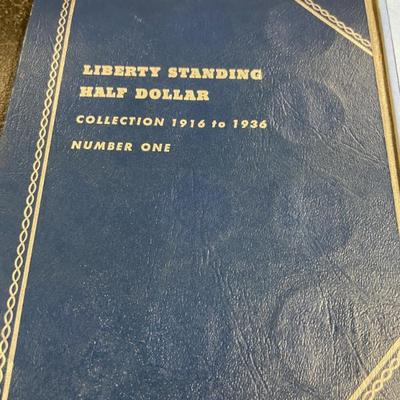 LIBERTY STANDING
HALF DOLLAR
COLLECTION 1916 to 1936
NUMBER ONE